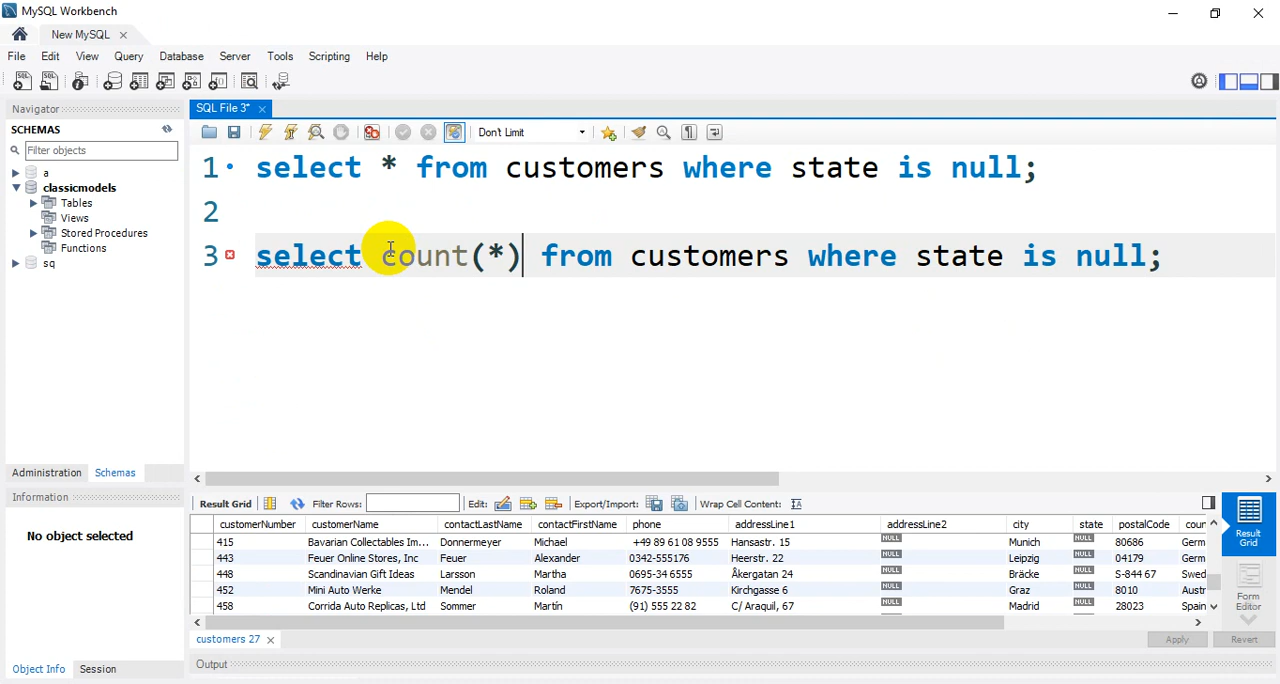 MySQL Workbench
New MySQL
File Edit View Query Database Server Tools Scripting Help
Navigator
SCHEMAS
Filter objects
a
classicmodels
Tables
Views
Stored Procedures
Functions
sq
Administration Schemas
Information
No object selected
Object Info Session
SQL File 3*
Don't Limit
1 select * from customers where state is null;
2
3 select count(*) from customers where state is null;
Result Grid Filter Rows: Edit: Export/Import: Wrap Cell Content:
customerNumber customerName contactLastName contactFirstName phone addressLine1 addressLine2 city state postalCode cour
415 Bavarian Collectables Im... Donnermeyer Michael +49 89 61 08 9555 Hansastr. 15 NULL Munich NULL 80686 Germ
443 Feuer Online Stores, Inc Feuer Alexander 0342-555176 Heerstr. 22 NULL Leipzig NULL 04179 Germ
448 Scandinavian Gift Ideas Larsson Martha 0695-34 6555 Åkergatan 24 NULL Bräcke NULL S-844 67 Swed
452 Mini Auto Werke Mendel Roland 7675-3555 Kirchgasse 6 NULL Graz NULL 8010 Austr
458 Corrida Auto Replicas, Ltd Sommer Martín (91) 555 22 82 C/ Araquil, 67 NULL Madrid NULL 28023 Spain
Result Grid
Form Editor
customers 27
Apply Revert
Output